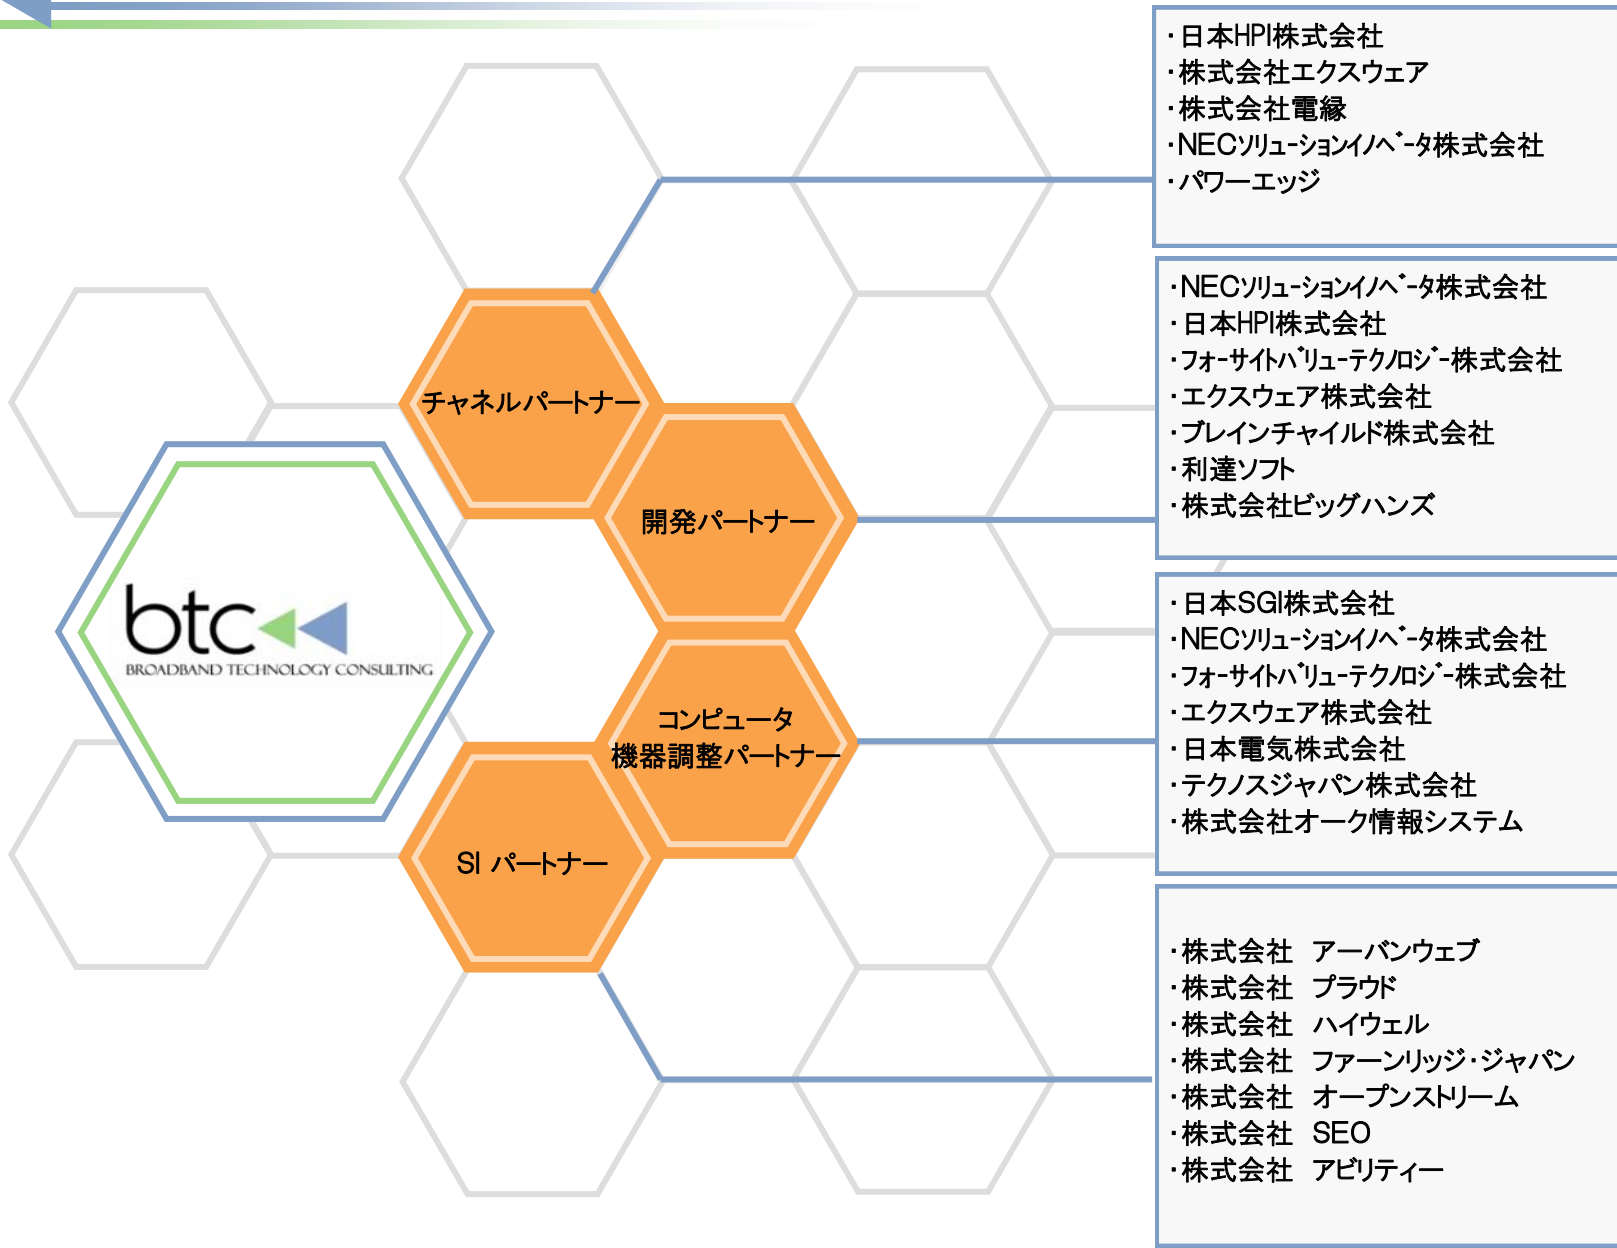 ・日本HPI株式会社
・株式会社エクスウェア
・株式会社電縁
・NECソリューションイノベータ株式会社
・パワーエッジ
チャネルパートナー
・NECソリューションイノベータ株式会社
・日本HPI株式会社
・フォーサイトバリューテクノロジー株式会社
・エクスウェア株式会社
・ブレインチャイルド株式会社
・利達ソフト
・株式会社ビッグハンズ
開発パートナー
btc
BROADBAND TECHNOLOGY CONSULTING
・日本SGI株式会社
・NECソリューションイノベータ株式会社
・フォーサイトバリューテクノロジー株式会社
・エクスウェア株式会社
・日本電気株式会社
・テクノスジャパン株式会社
・株式会社オーク情報システム
コンピュータ
機器調整パートナー
SI パートナー
・株式会社　アーバンウェブ
・株式会社　プラウド
・株式会社　ハイウェル
・株式会社　ファーンリッジ・ジャパン
・株式会社　オープンストリーム
・株式会社　SEO
・株式会社　アビリティー